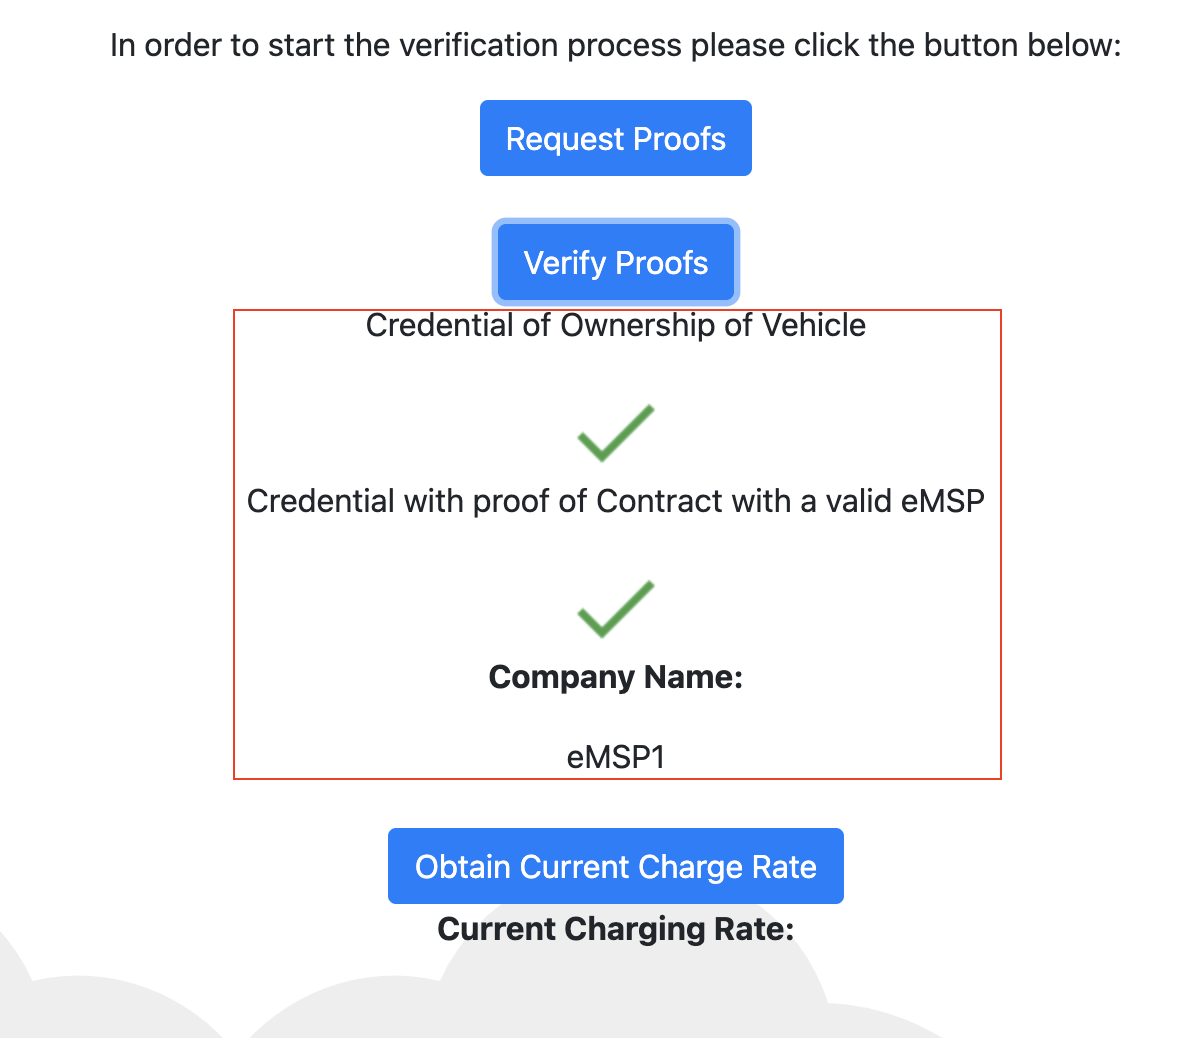 In order to start the verification process please click the button below:
Request Proofs
Verify Proofs
Credential of Ownership of Vehicle
Credential with proof of Contract with a valid eMSP
Company Name:
eMSP1
Obtain Current Charge Rate
Current Charging Rate: